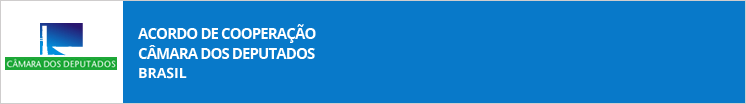 CÂMARA DOS DEPUTADOS
ACORDO DE COOPERAÇÃO
CÂMARA DOS DEPUTADOS
BRASIL